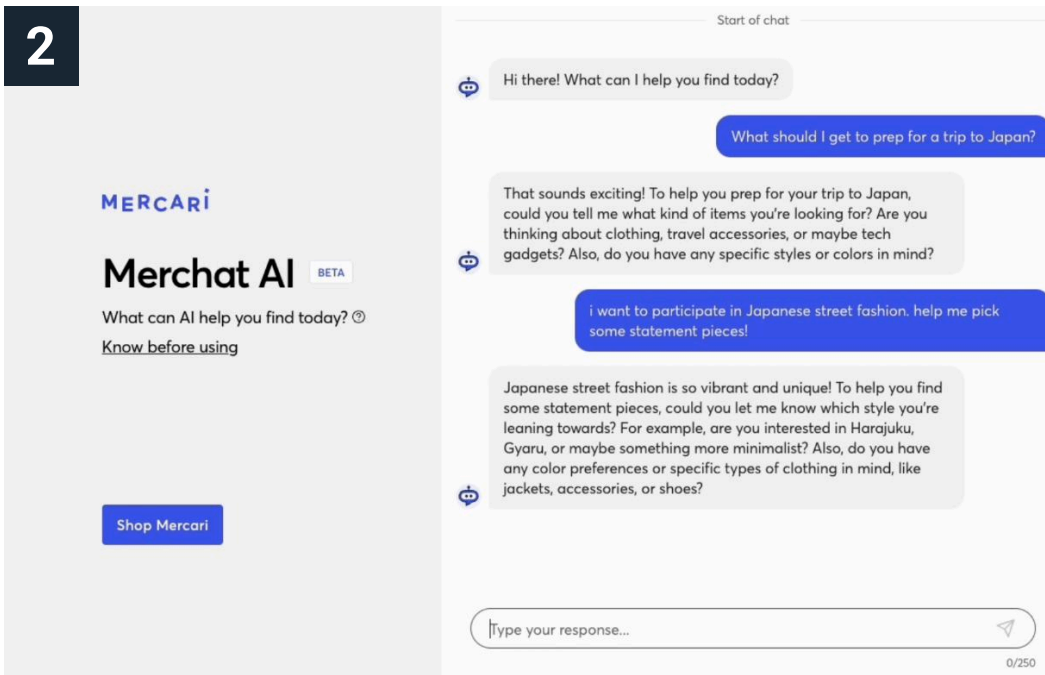 2
MERCARI
Merchat AI BETA
What can AI help you find today? ?
Know before using
Shop Mercari
Start of chat
Hi there! What can I help you find today?
What should I get to prep for a trip to Japan?
That sounds exciting! To help you prep for your trip to Japan,
could you tell me what kind of items you're looking for? Are you
thinking about clothing, travel accessories, or maybe tech
gadgets? Also, do you have any specific styles or colors in mind?
i want to participate in Japanese street fashion. help me pick
some statement pieces!
Japanese street fashion is so vibrant and unique! To help you find
some statement pieces, could you let me know which style you're
leaning towards? For example, are you interested in Harajuku,
Gyaru, or maybe something more minimalist? Also, do you have
any color preferences or specific types of clothing in mind, like
jackets, accessories, or shoes?
Type your response...
0/250